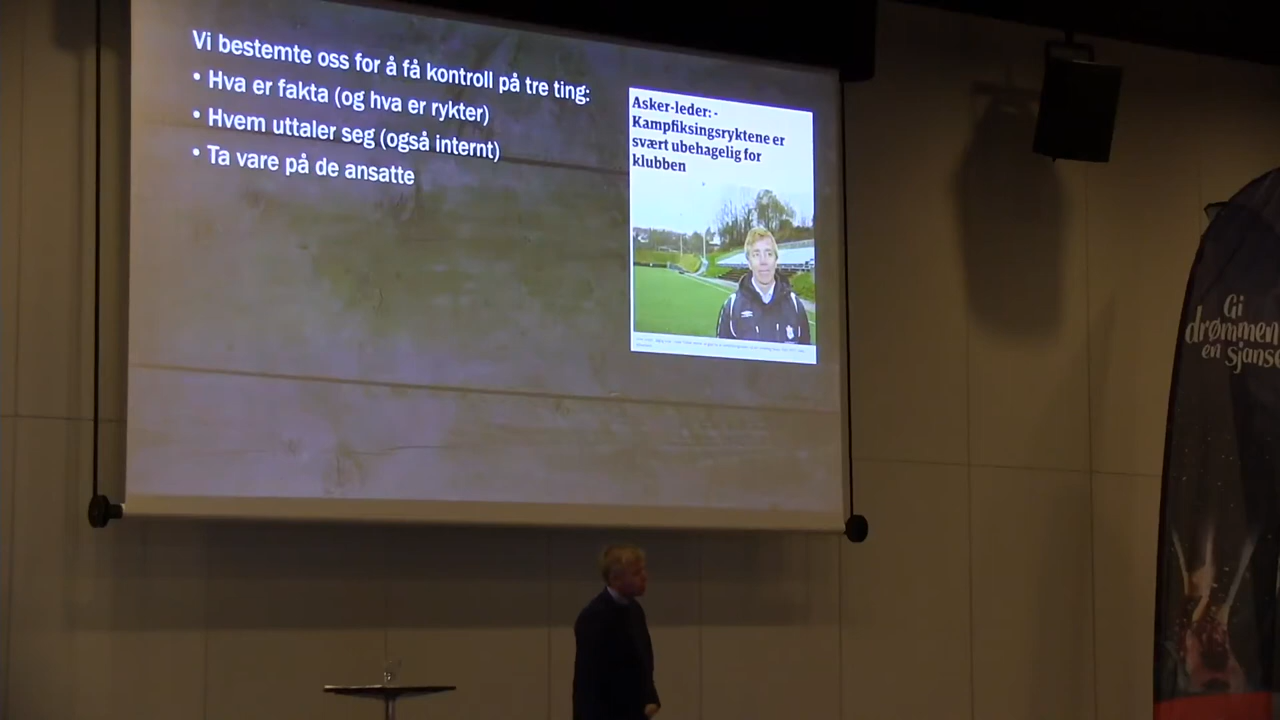 Vi bestemte oss for å få kontroll på tre ting:
• Hva er fakta (og hva er rykter)
• Hvem uttaler seg (også internt)
• Ta vare på de ansatte
Asker-leder: -
Kampfiksingsryktene er
svært ubehagelig for
klubben
Gi
drømmen
en sjanse